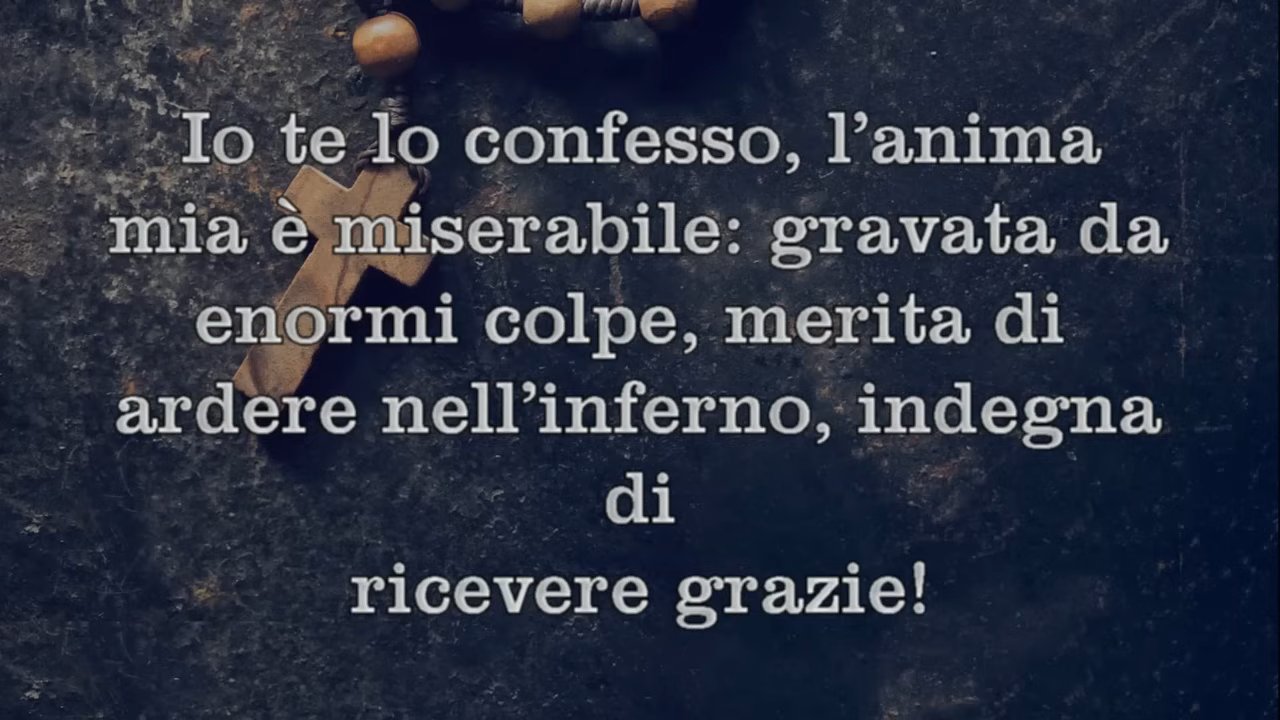 Io te lo confesso, l’anima
mia è miserabile: gravata da
enormi colpe, merita di
ardere nell’inferno, indegna
di
ricevere grazie!